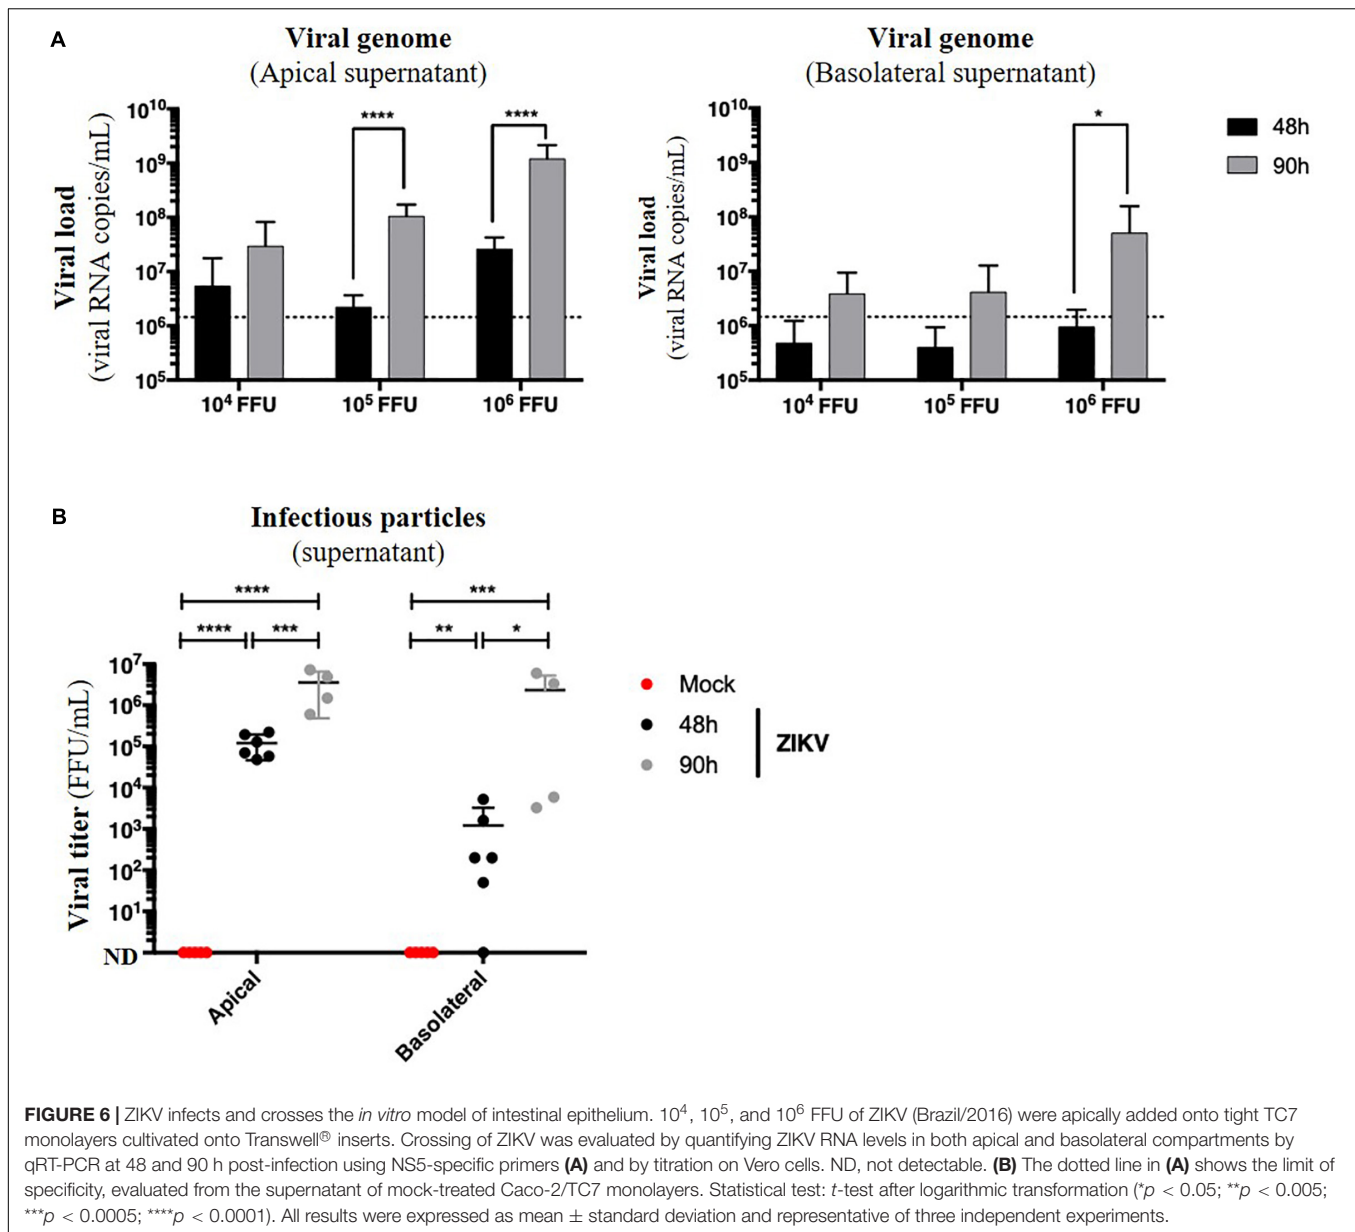 A
Viral genome
(Apical supernatant)
Viral load
(viral RNA copies/mL)
10¹⁰
10⁹
10⁸
10⁷
10⁶
10⁵
****
****
10⁴ FFU
10⁵ FFU
10⁶ FFU
Viral genome
(Basolateral supernatant)
Viral load
(viral RNA copies/mL)
10¹⁰
10⁹
10⁸
10⁷
10⁶
10⁵
*
10⁴ FFU
10⁵ FFU
10⁶ FFU
48h
90h
B
Infectious particles
(supernatant)
****
***
****
***
**
*
Viral titer (FFU/mL)
10⁷
10⁶
10⁵
10⁴
10³
10²
10¹
ND
Apical
Basolateral
Mock
48h
90h
ZIKV
FIGURE 6 | ZIKV infects and crosses the in vitro model of intestinal epithelium. 10⁴, 10⁵, and 10⁶ FFU of ZIKV (Brazil/2016) were apically added onto tight TC7
monolayers cultivated onto Transwell® inserts. Crossing of ZIKV was evaluated by quantifying ZIKV RNA levels in both apical and basolateral compartments by
qRT-PCR at 48 and 90 h post-infection using NS5-specific primers (A) and by titration on Vero cells. ND, not detectable. (B) The dotted line in (A) shows the limit of
specificity, evaluated from the supernatant of mock-treated Caco-2/TC7 monolayers. Statistical test: t-test after logarithmic transformation (*p < 0.05; **p < 0.005;
***p < 0.0005; ****p < 0.0001). All results were expressed as mean ± standard deviation and representative of three independent experiments.